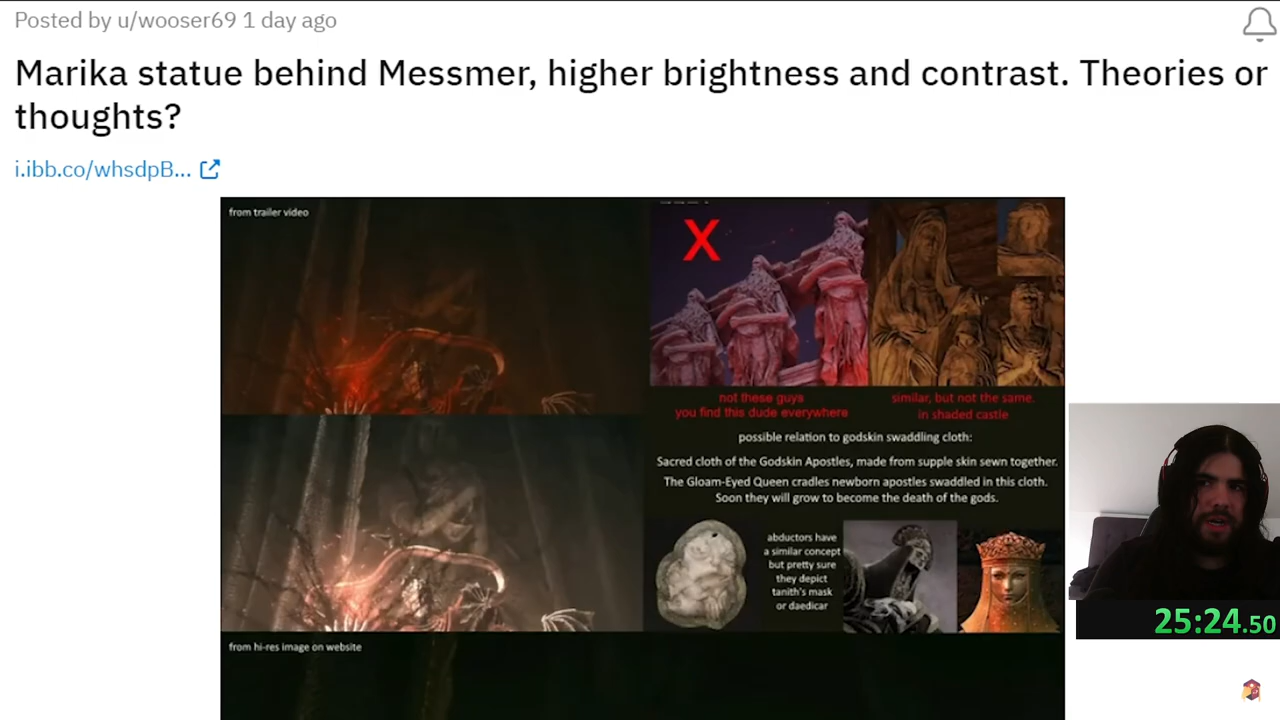 Posted by u/wooser69 1 day ago
Marika statue behind Messmer, higher brightness and contrast. Theories or
thoughts?
i.ibb.co/whsdpB...
from trailer video
X
not these guys
you find this dude everywhere
similar, but not the same.
in shaded castle
possible relation to godskin swaddling cloth:
Sacred cloth of the Godskin Apostles, made from supple skin sewn together.
The Gloam-Eyed Queen cradles newborn apostles swaddled in this cloth.
Soon they will grow to become the death of the gods.
abductors have
a similar concept
but pretty sure
they depict
tanith's mask
or daedicar
from hi-res image on website
25:24.50